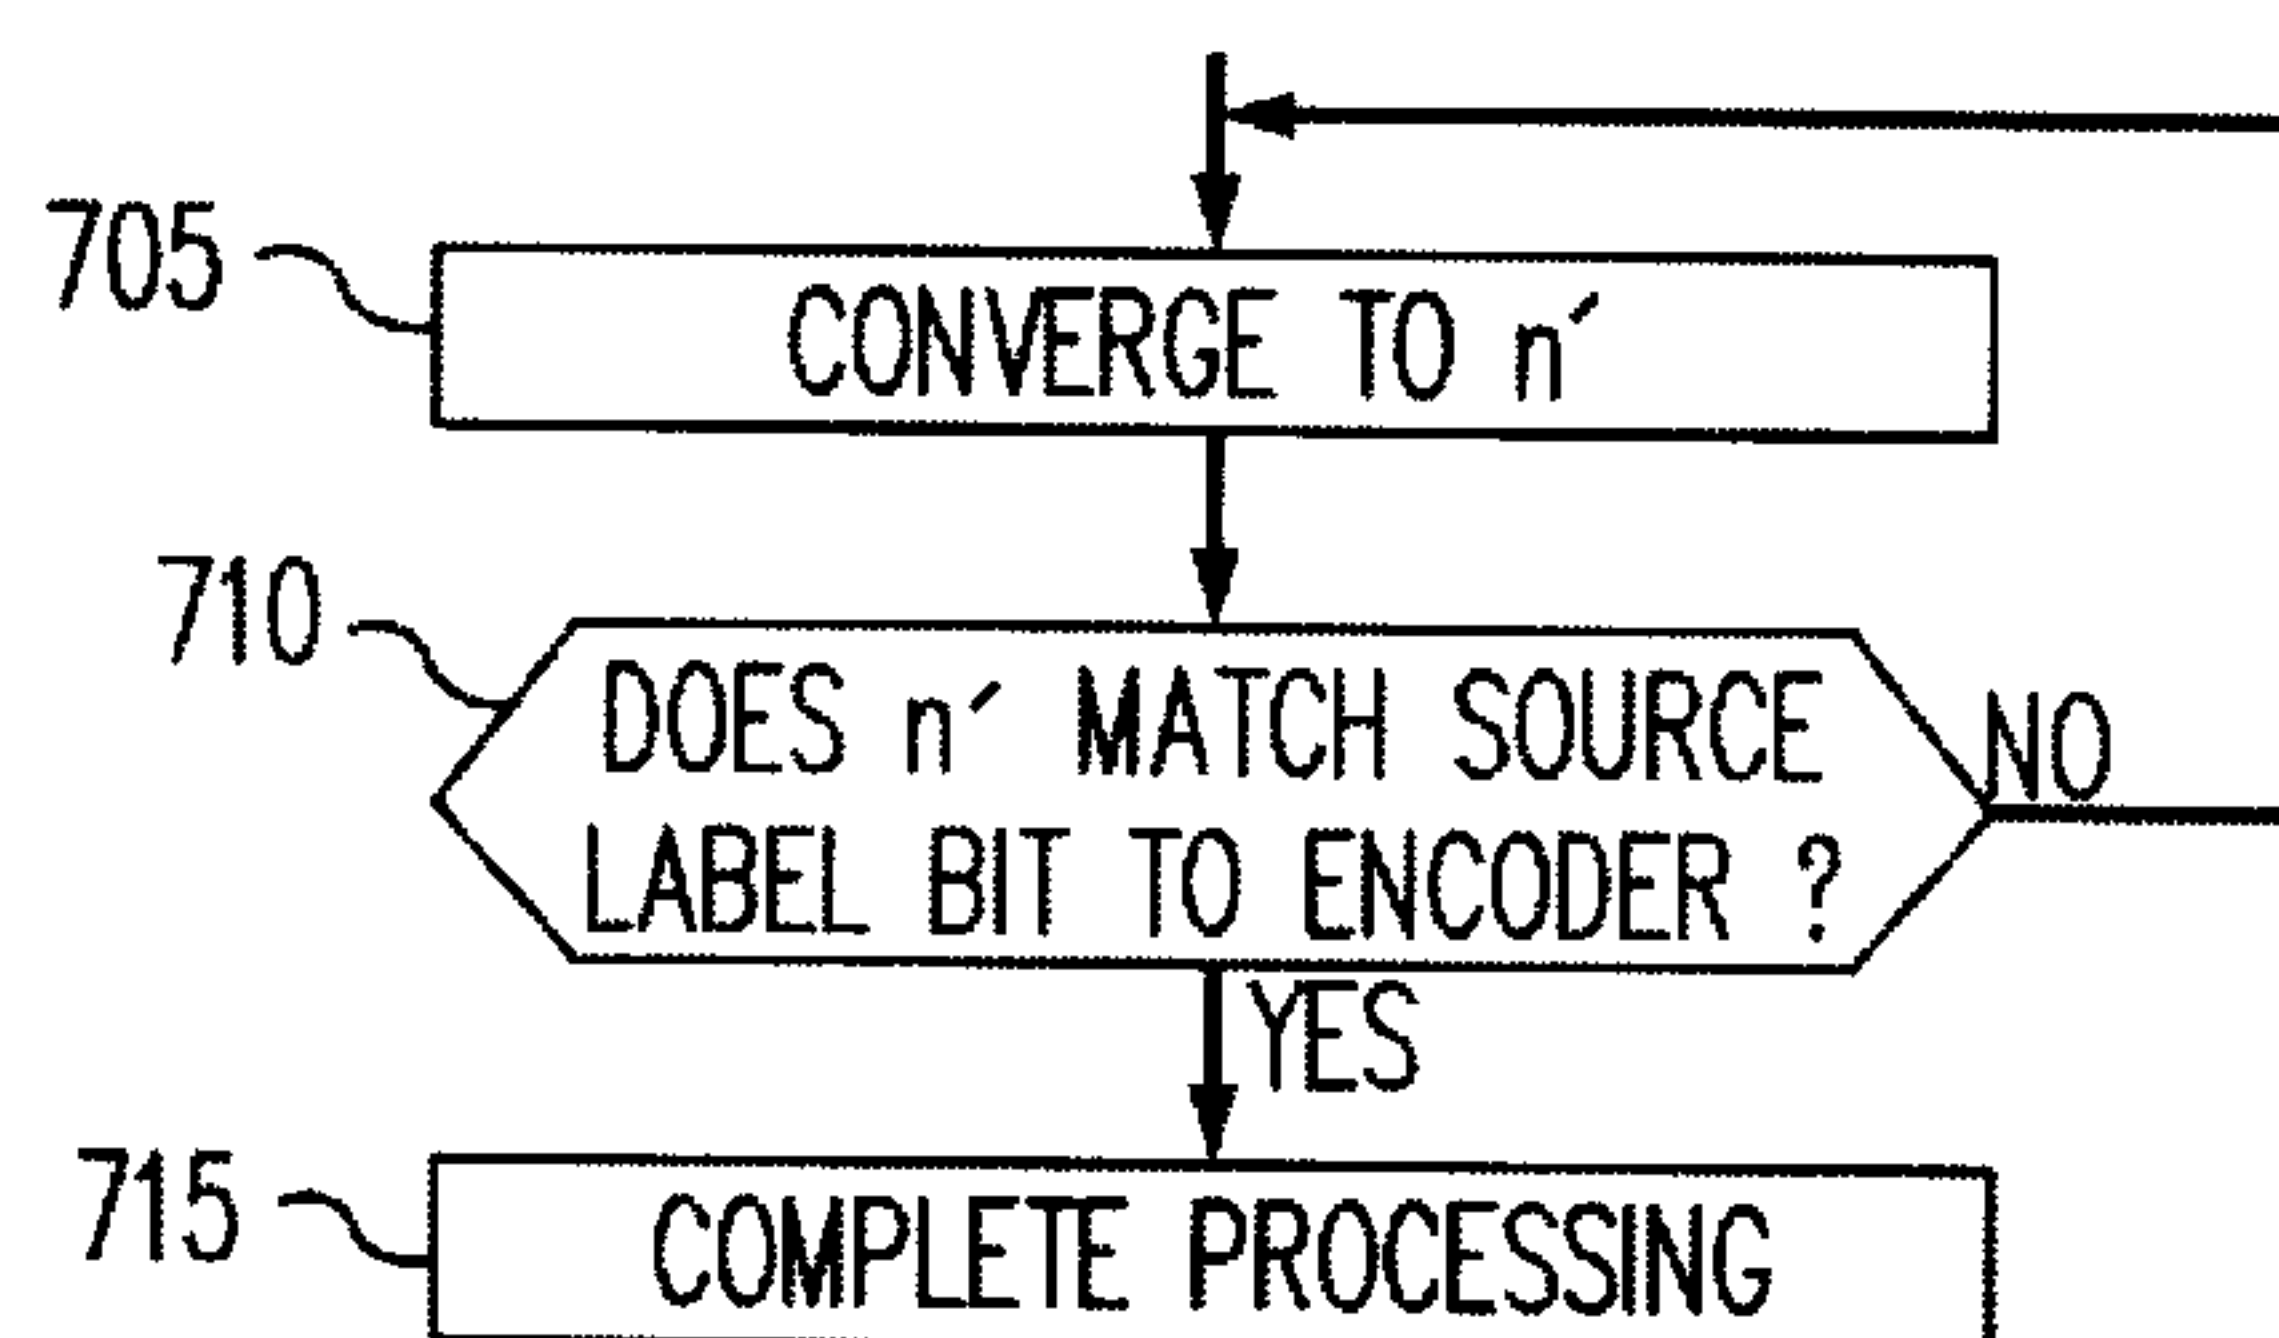 705
CONVERGE TO n′
710
DOES n′ MATCH SOURCE
LABEL BIT TO ENCODER ?
NO
YES
715
COMPLETE PROCESSING